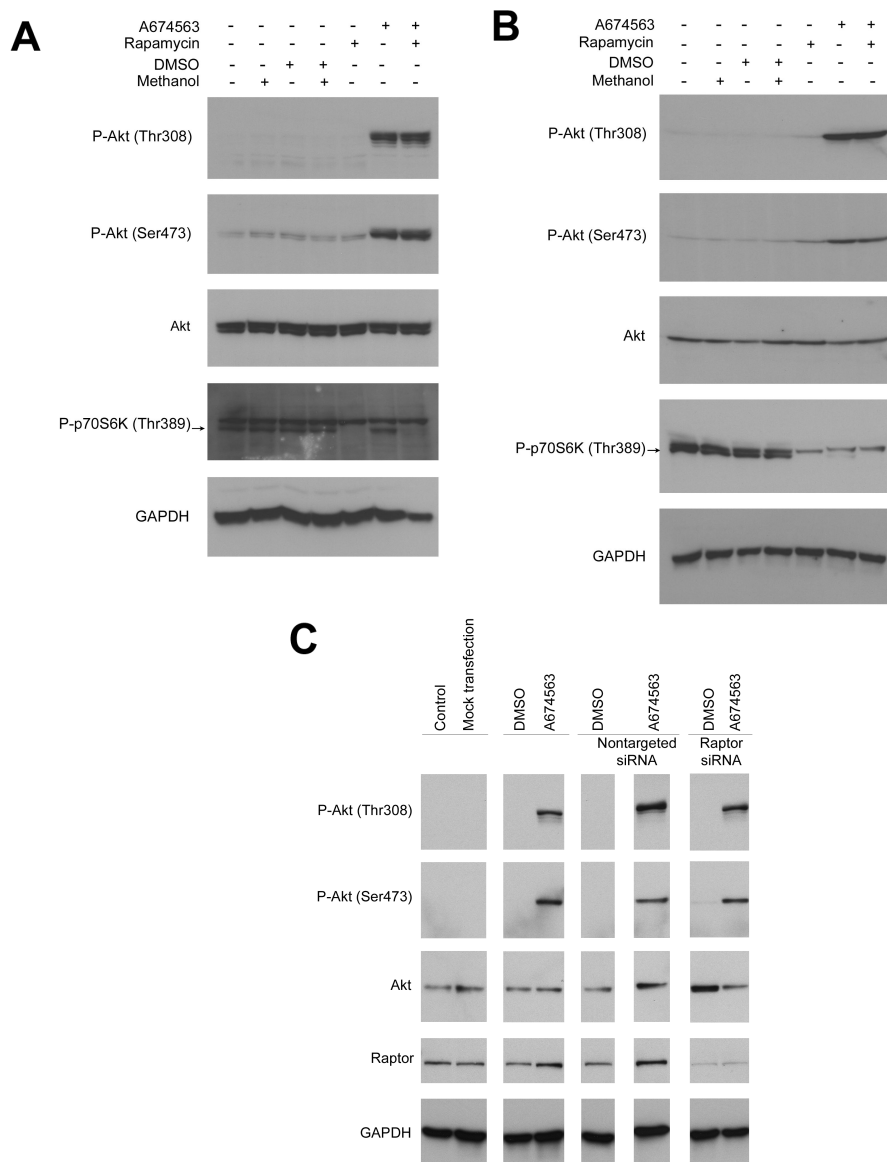 A
A674563 - - - - - + +
Rapamycin - - - - + - +
DMSO - - + + - - -
Methanol - + - + - - -
P-Akt (Thr308)
P-Akt (Ser473)
Akt
P-p70S6K (Thr389)→
GAPDH
B
A674563 - - - - - + +
Rapamycin - - - - + - +
DMSO - - + + - - -
Methanol - + - + - - -
P-Akt (Thr308)
P-Akt (Ser473)
Akt
P-p70S6K (Thr389)→
GAPDH
C
Control
Mock transfection
DMSO
A674563
DMSO
A674563
DMSO
A674563
Nontargeted
siRNA
Raptor
siRNA
P-Akt (Thr308)
P-Akt (Ser473)
Akt
Raptor
GAPDH